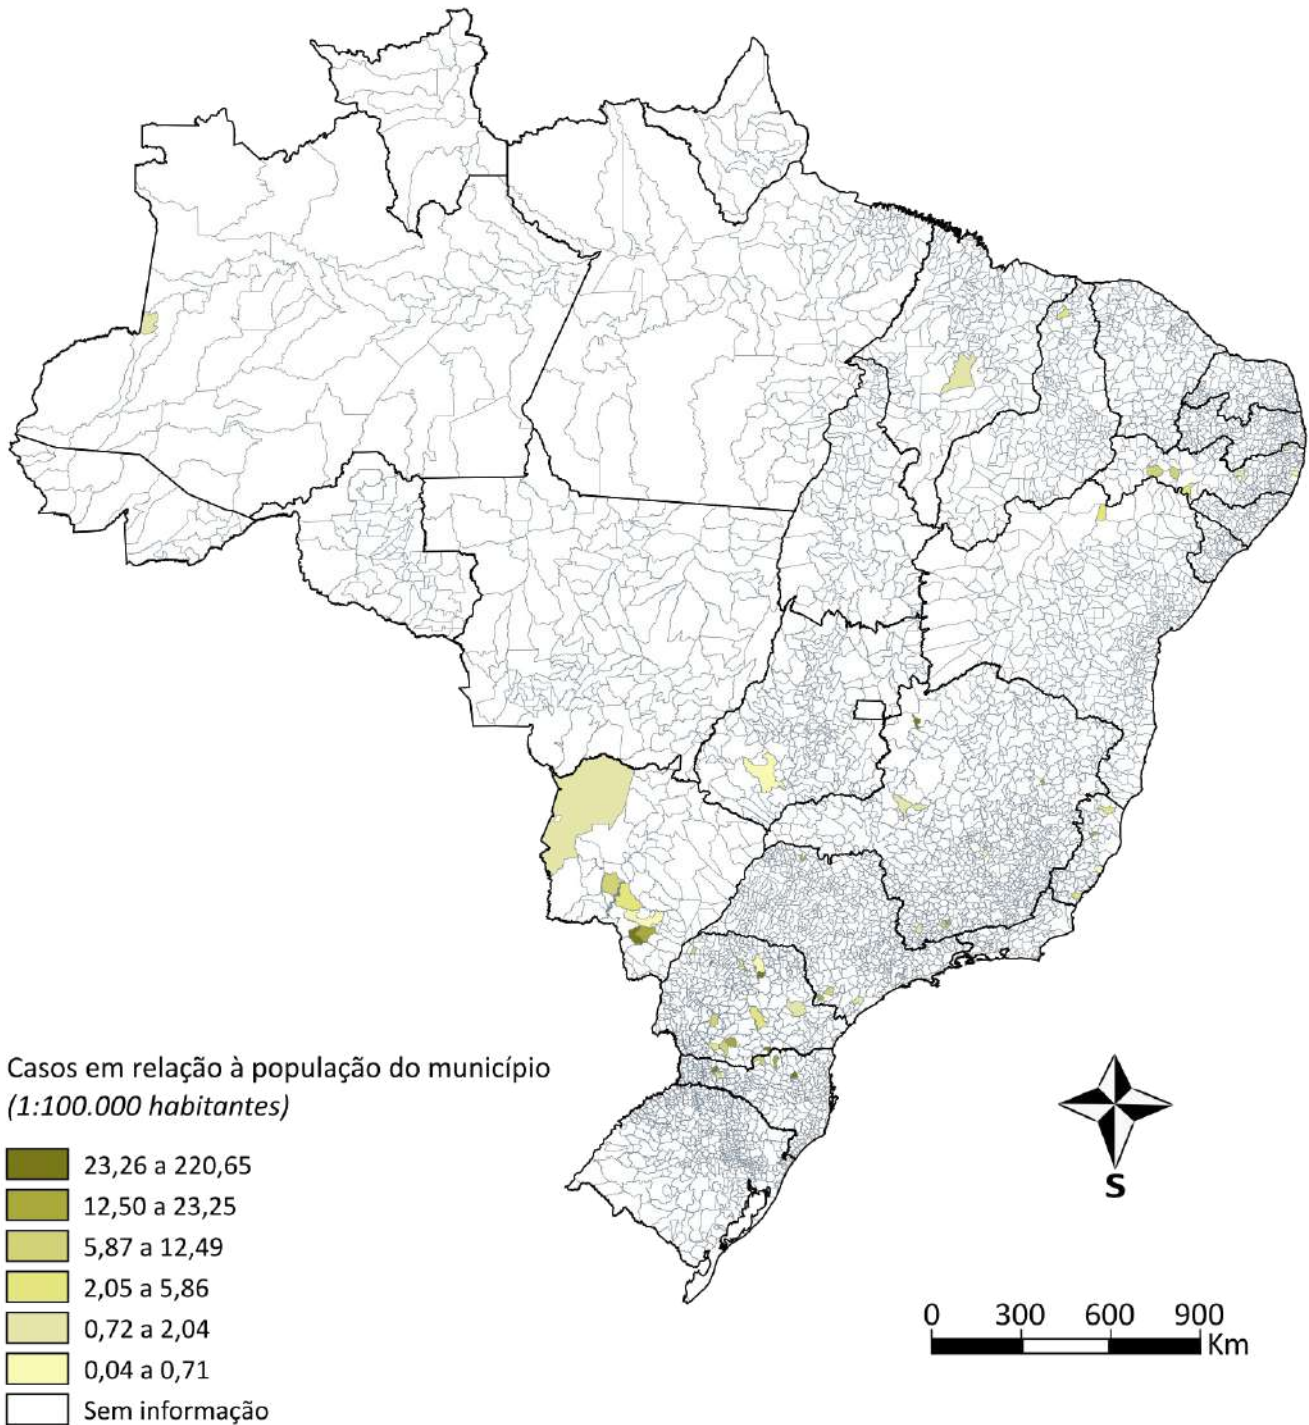 Casos em relação à população do município
(1:100.000 habitantes)
23,26 a 220,65
12,50 a 23,25
5,87 a 12,49
2,05 a 5,86
0,72 a 2,04
0,04 a 0,71
Sem informação
S
0 300 600 900
Km